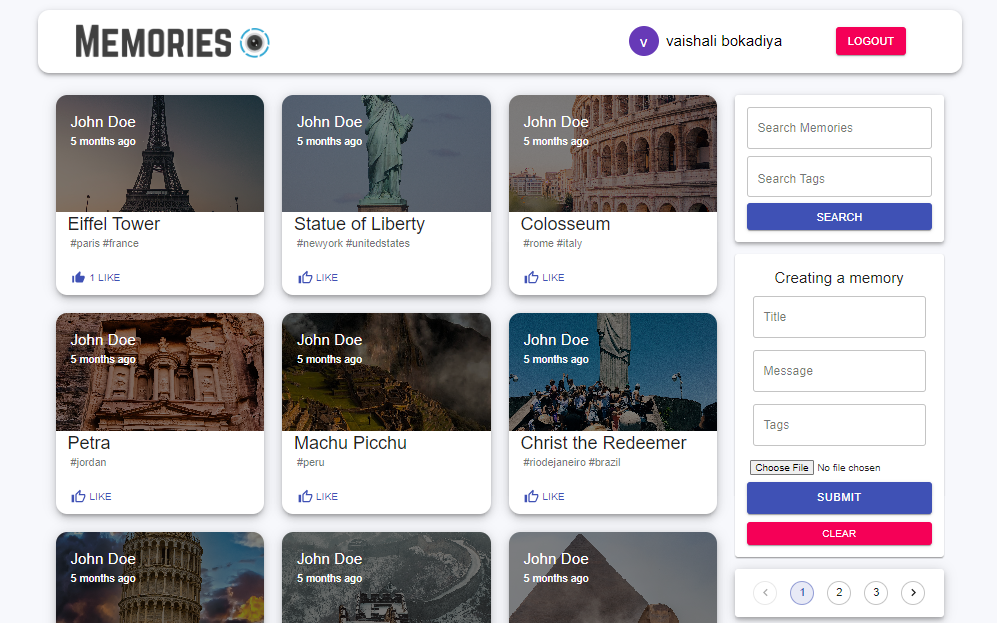 MEMORIES
v vaishali bokadiya
LOGOUT
John Doe
5 months ago
Eiffel Tower
#paris #france
1 LIKE
John Doe
5 months ago
Statue of Liberty
#newyork #unitedstates
LIKE
John Doe
5 months ago
Colosseum
#rome #italy
LIKE
John Doe
5 months ago
Petra
#jordan
LIKE
John Doe
5 months ago
Machu Picchu
#peru
LIKE
John Doe
5 months ago
Christ the Redeemer
#riodejaneiro #brazil
LIKE
John Doe
5 months ago
John Doe
5 months ago
John Doe
5 months ago
Search Memories
Search Tags
SEARCH
Creating a memory
Title
Message
Tags
Choose File No file chosen
SUBMIT
CLEAR
‹ 1 2 3 ›